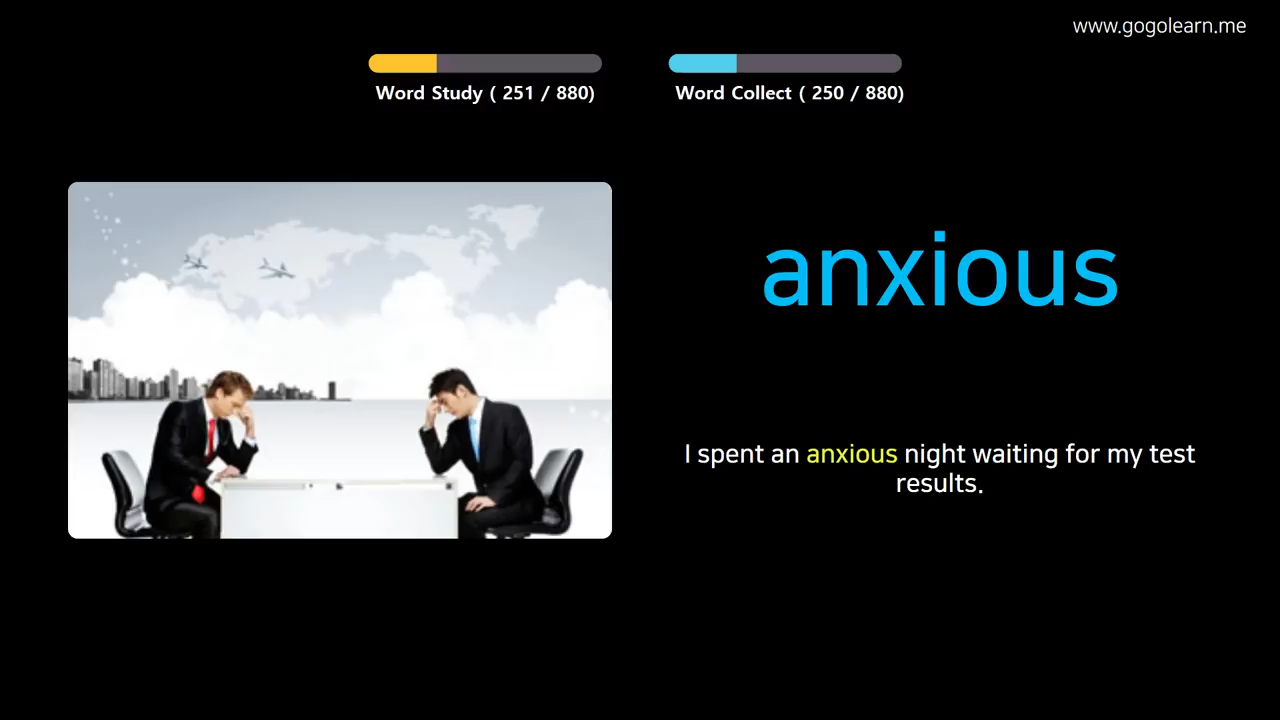 www.gogolearn.me
Word Study ( 251 / 880)
Word Collect ( 250 / 880)
anxious
I spent an anxious night waiting for my test
results.